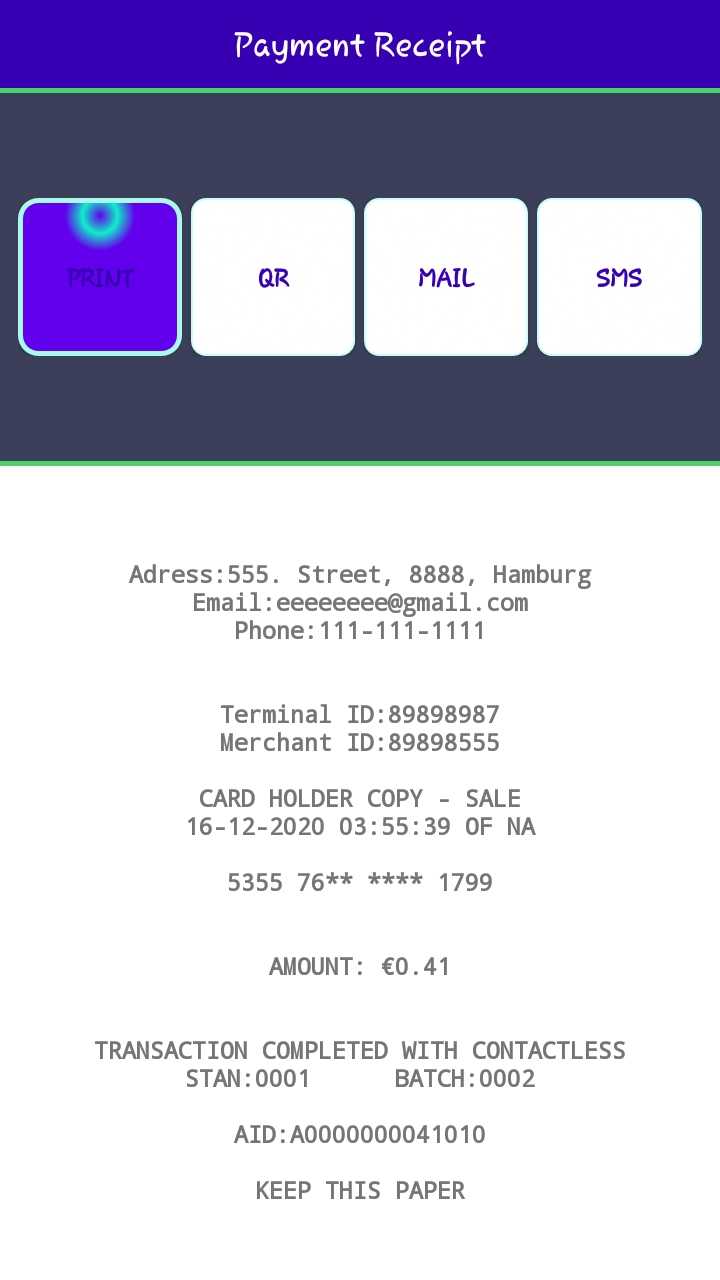 Payment Receipt
PRINT
QR
MAIL
SMS
Adress:555. Street, 8888, Hamburg
Email:eeeeeeee@gmail.com
Phone:111-111-1111
Terminal ID:89898987
Merchant ID:89898555
CARD HOLDER COPY - SALE
16-12-2020 03:55:39 OF NA
5355 76** **** 1799
AMOUNT: €0.41
TRANSACTION COMPLETED WITH CONTACTLESS
STAN:0001      BATCH:0002
AID:A0000000041010
KEEP THIS PAPER